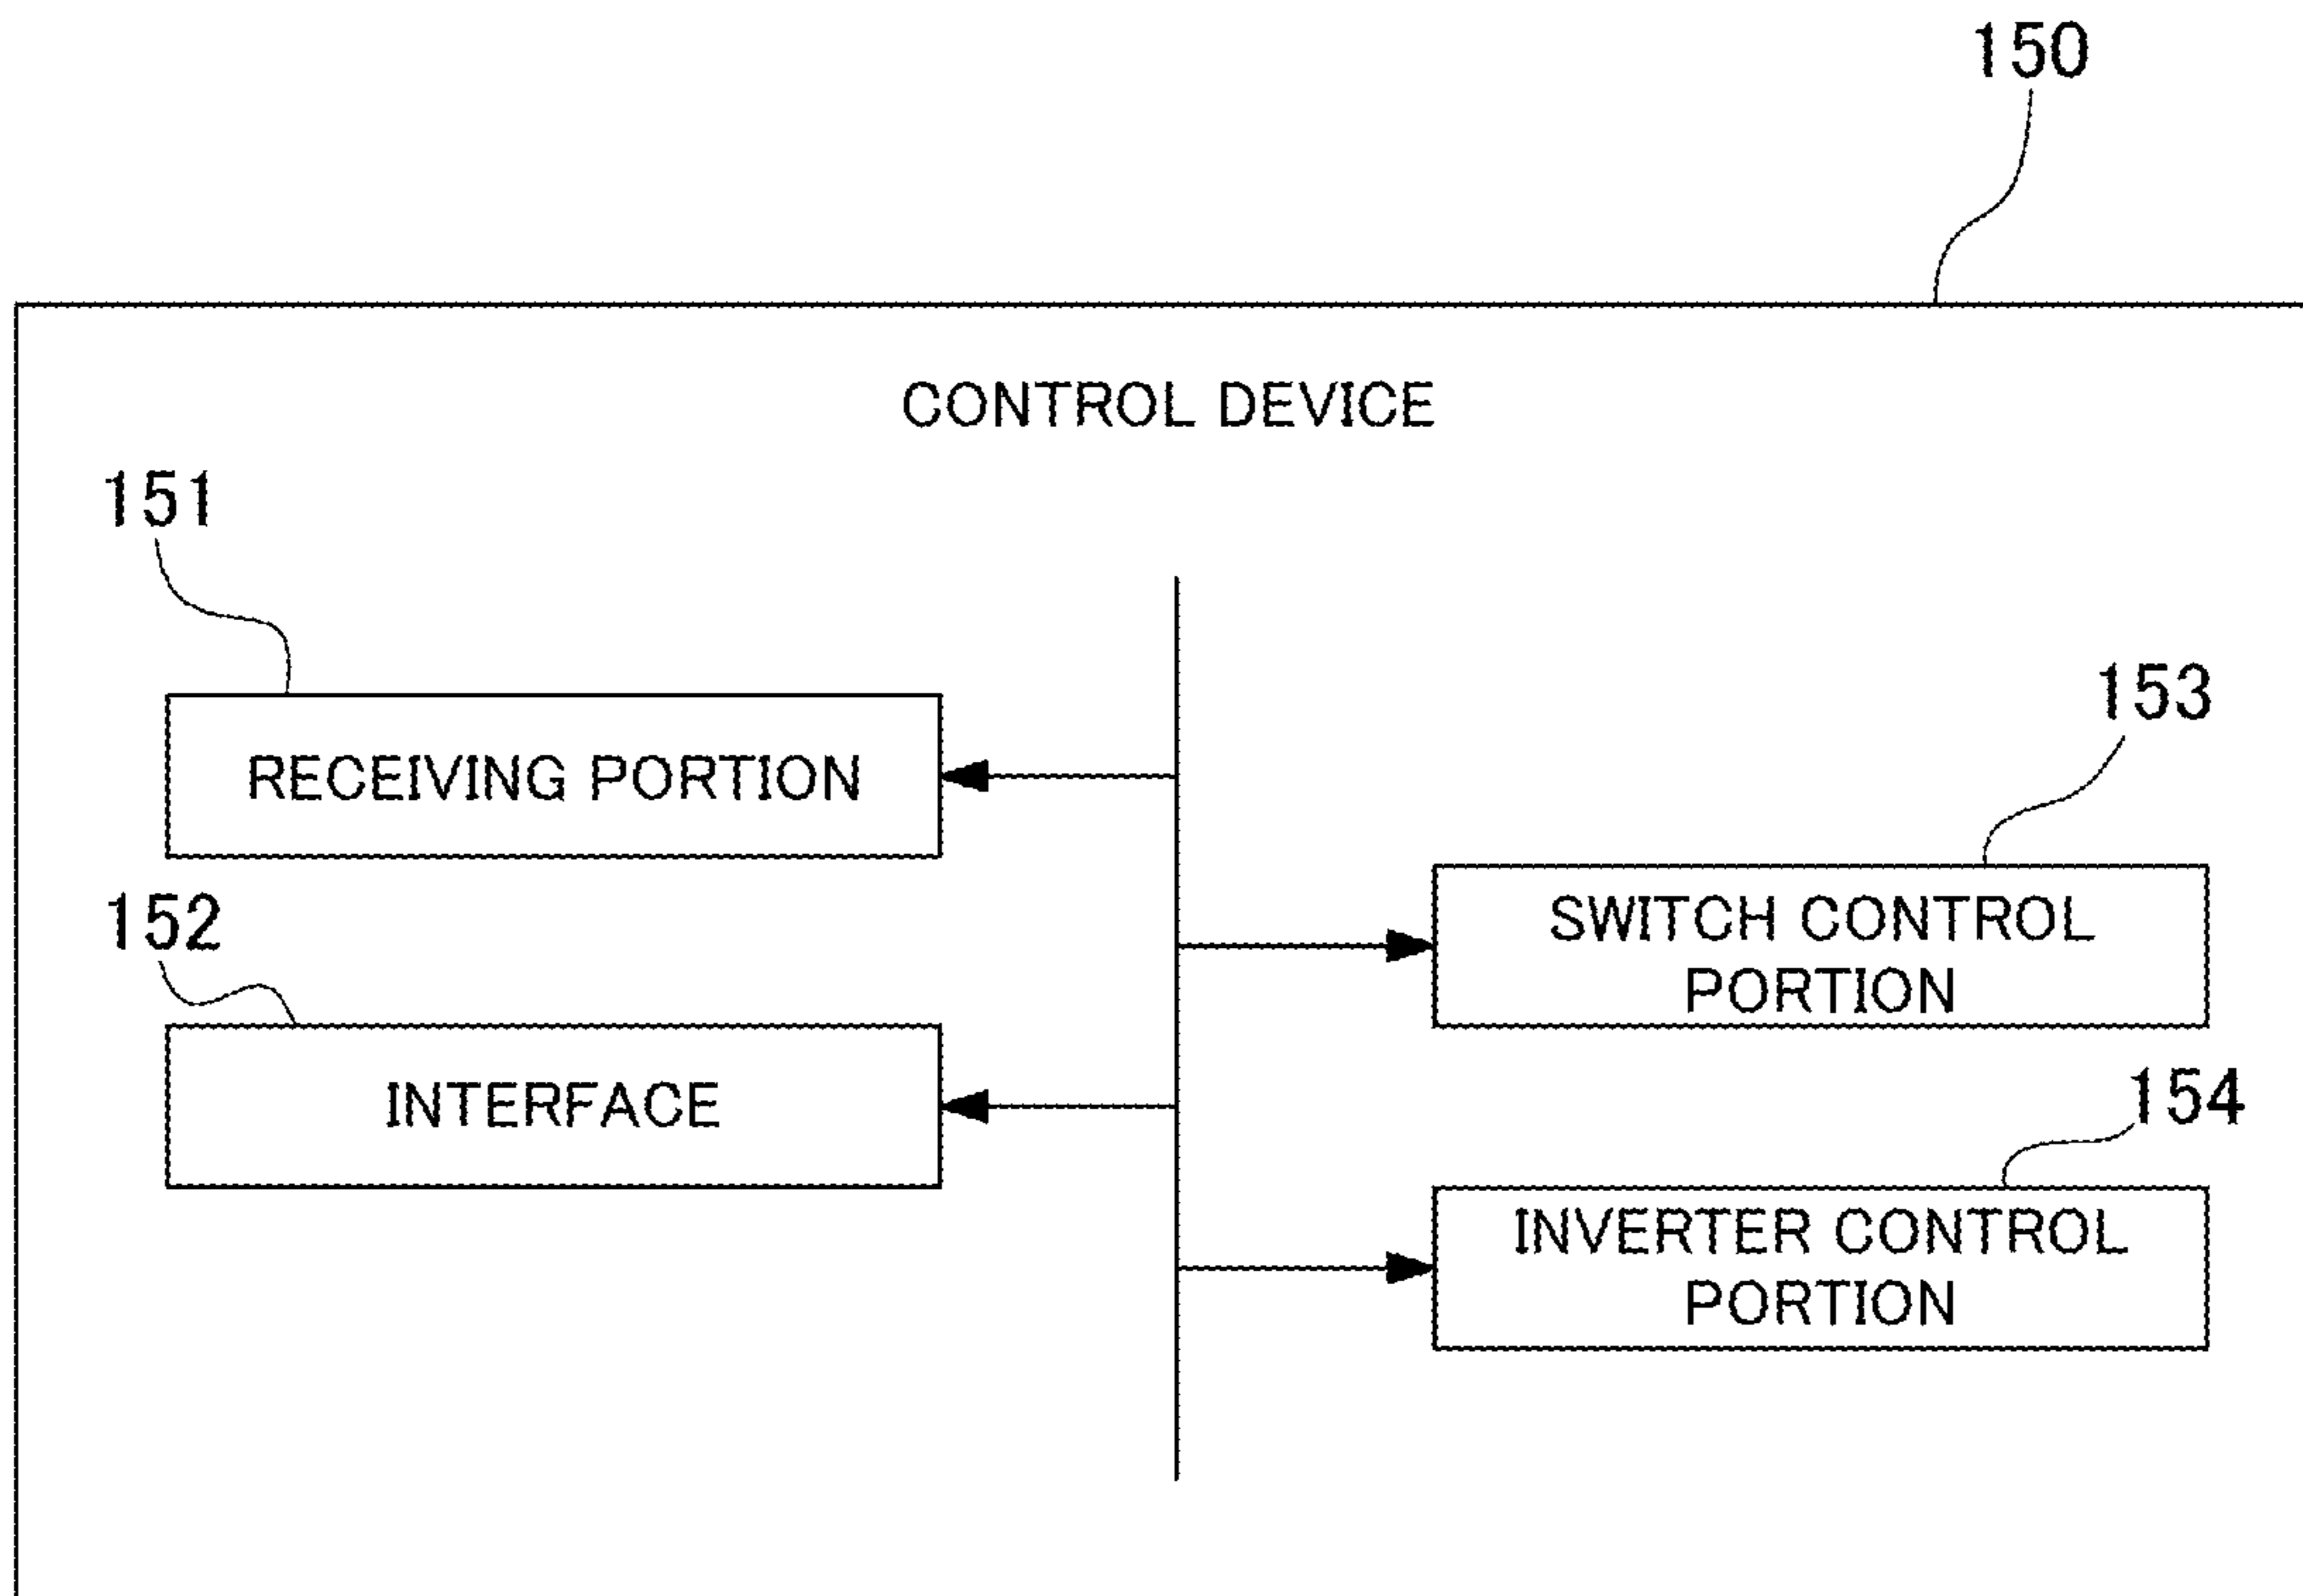 150
CONTROL DEVICE
151
RECEIVING PORTION
152
INTERFACE
153
SWITCH CONTROL
PORTION
154
INVERTER CONTROL
PORTION